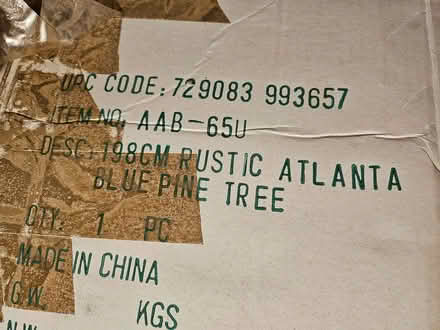 UPC CODE: 729083 993657
ITEM NO: AAB-65U
DESC: 198CM RUSTIC ATLANTA
BLUE PINE TREE
QTY: 1 PC
MADE IN CHINA
G.W. KGS
N.W.